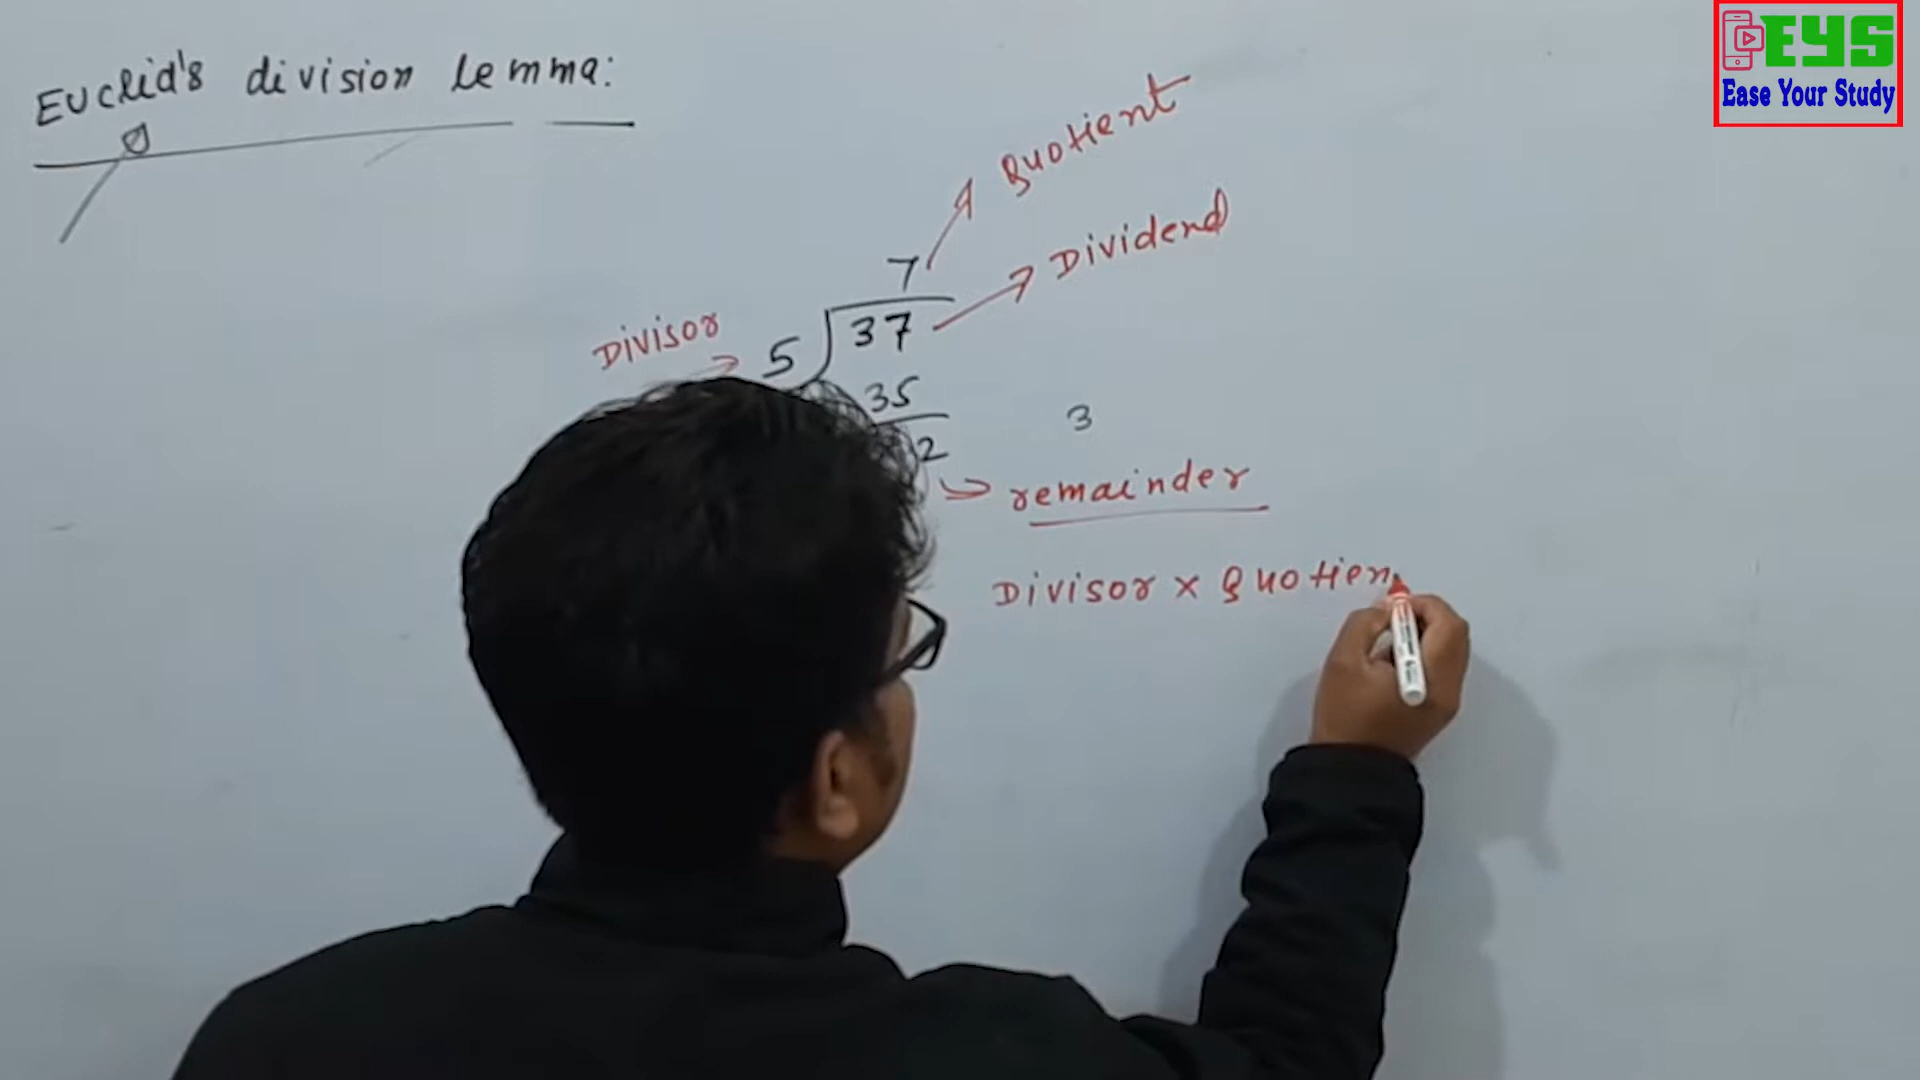 EYS
Ease Your Study
Euclid's division lemma:
Quotient
Dividend
7
Divisor
5 37
35
2
3
remainder
Divisor × Quotien